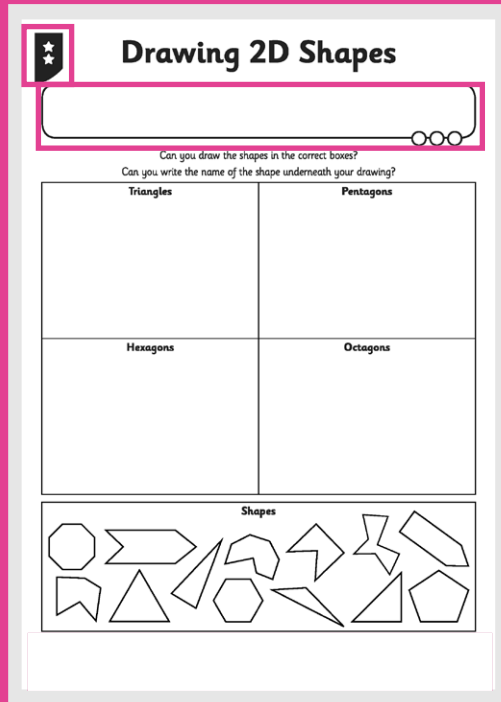 Drawing 2D Shapes
Can you draw the shapes in the correct boxes?
Can you write the name of the shape underneath your drawing?
Triangles
Pentagons
Hexagons
Octagons
Shapes